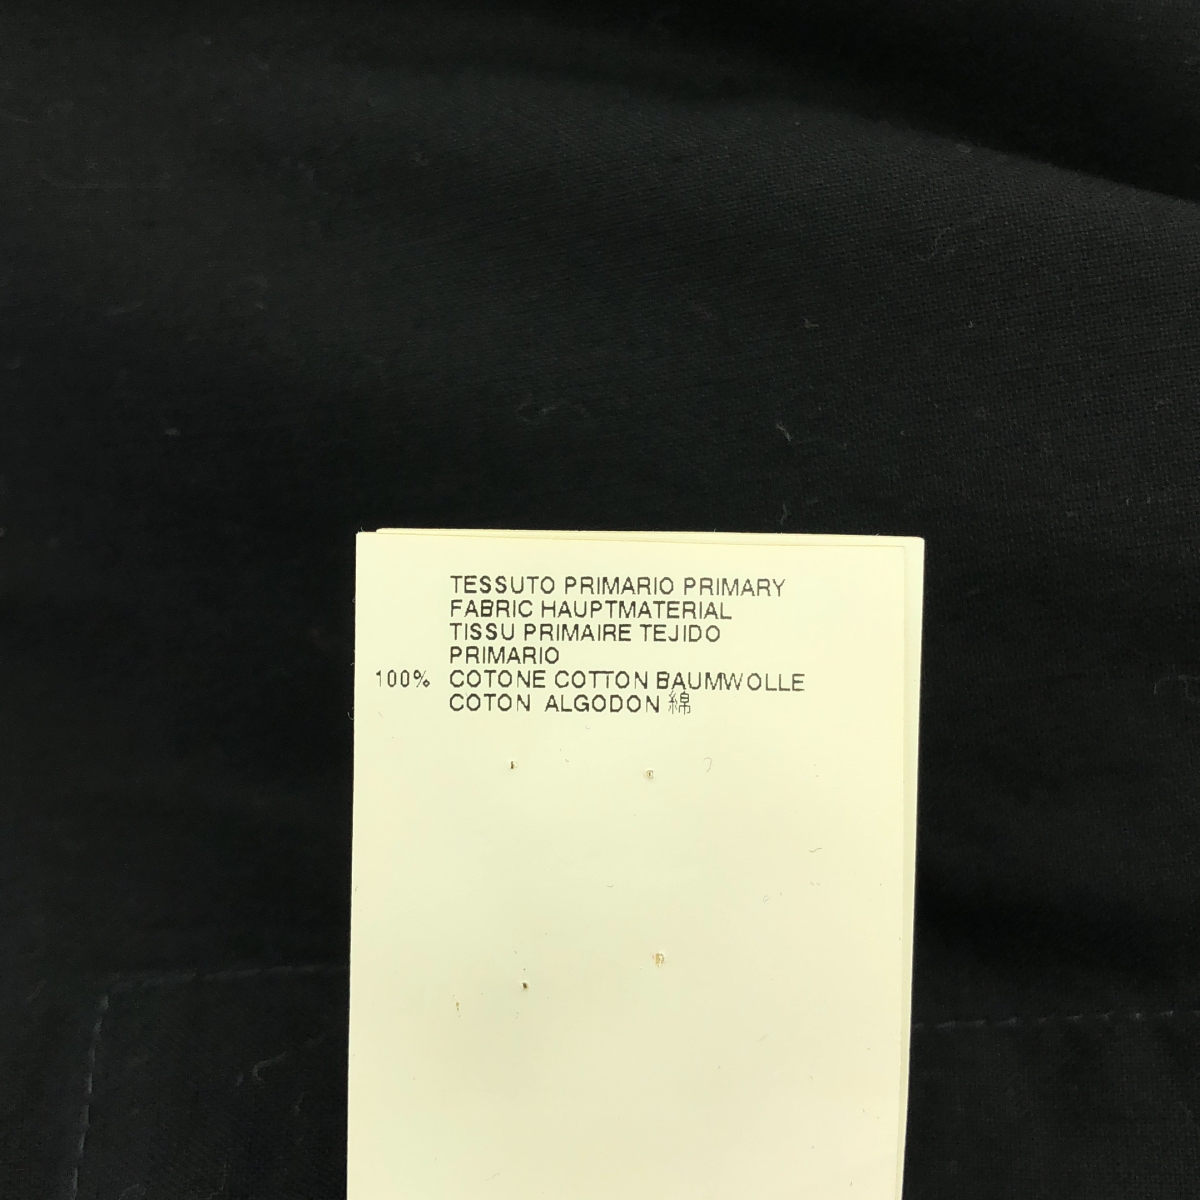 TESSUTO PRIMARIO PRIMARY
FABRIC HAUPTMATERIAL
TISSU PRIMAIRE TEJIDO
PRIMARIO
100% COTONE COTTON BAUMWOLLE
COTON ALGODON 綿